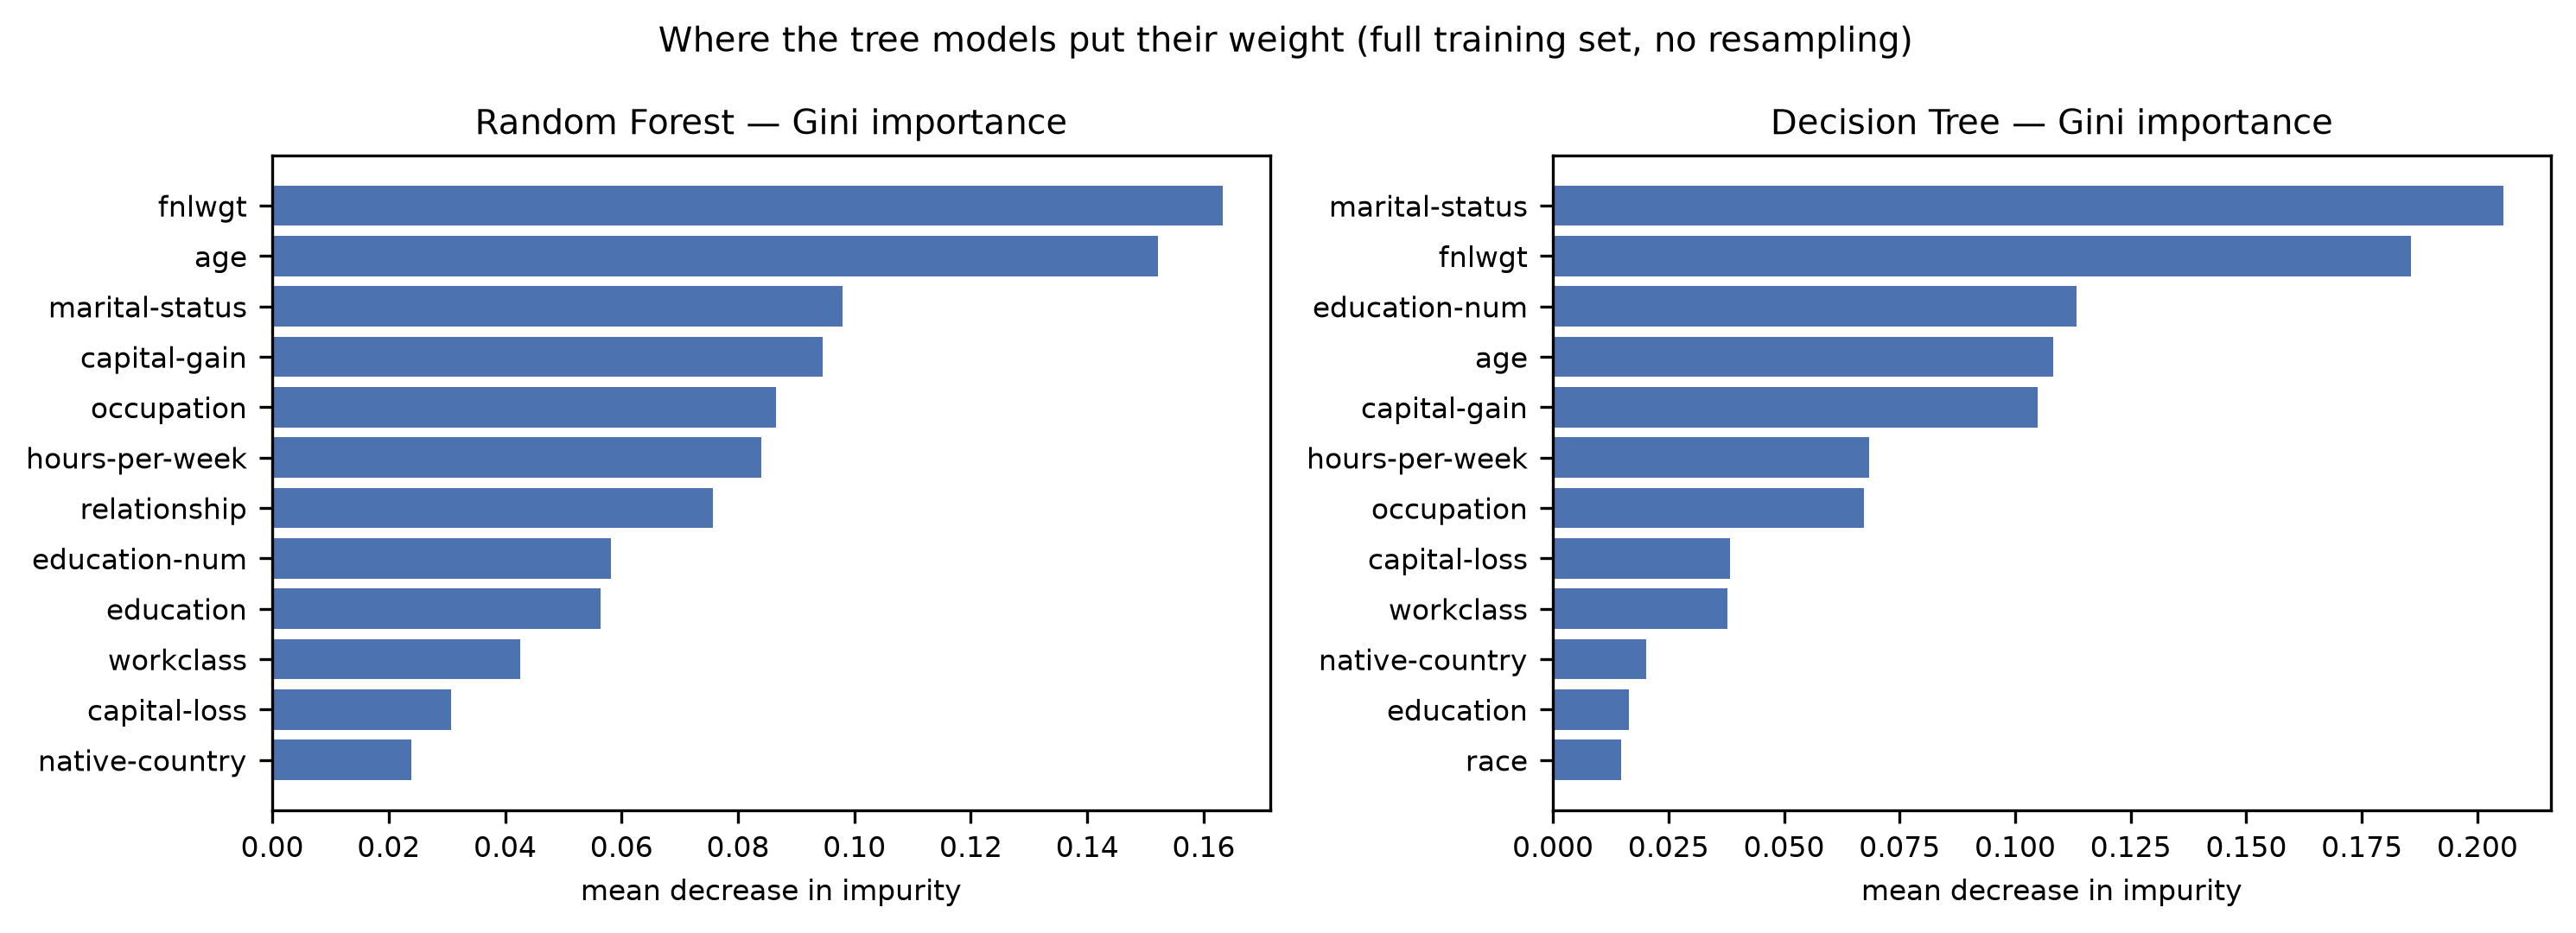 Where the tree models put their weight (full training set, no resampling)
Random Forest — Gini importance
fnlwgt
age
marital-status
capital-gain
occupation
hours-per-week
relationship
education-num
education
workclass
capital-loss
native-country
0.00 0.02 0.04 0.06 0.08 0.10 0.12 0.14 0.16
mean decrease in impurity
Decision Tree — Gini importance
marital-status
fnlwgt
education-num
age
capital-gain
hours-per-week
occupation
capital-loss
workclass
native-country
education
race
0.000 0.025 0.050 0.075 0.100 0.125 0.150 0.175 0.200
mean decrease in impurity